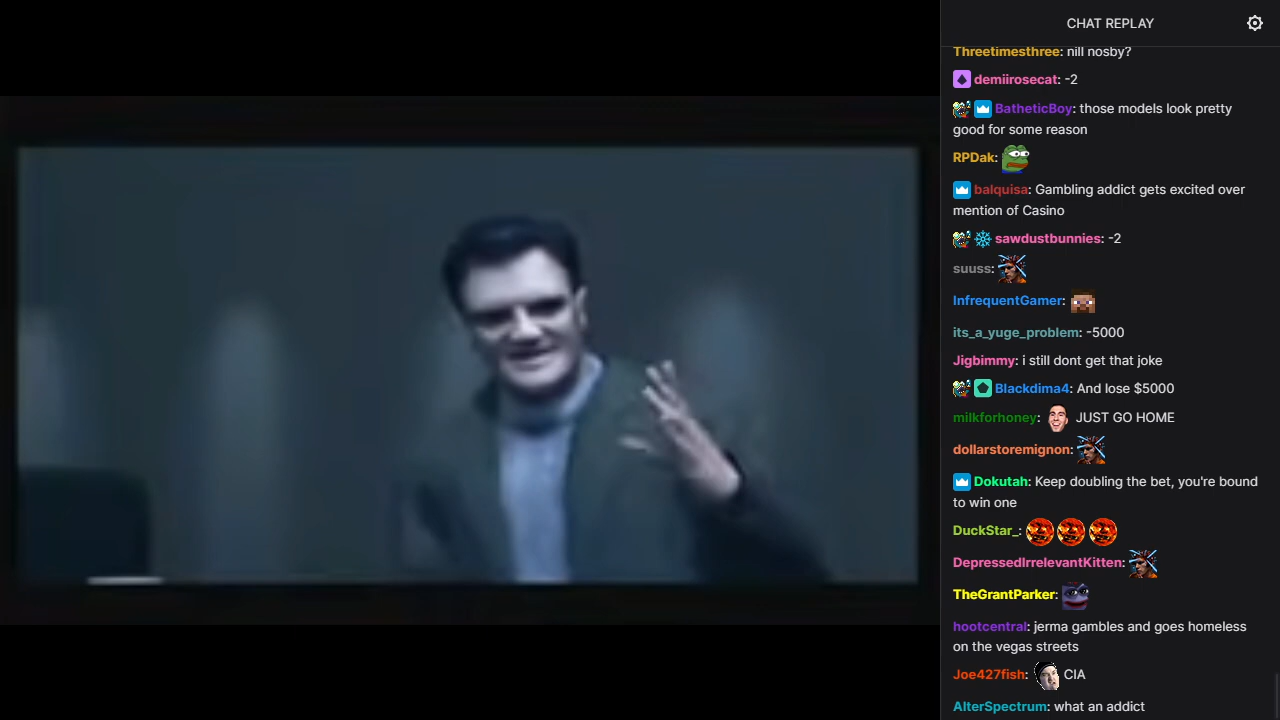 CHAT REPLAY
Threetimesthree: nill nosby?
demiirosecat: -2
BatheticBoy: those models look pretty
good for some reason
RPDak:
balquisa: Gambling addict gets excited over
mention of Casino
sawdustbunnies: -2
suuss:
InfrequentGamer:
its_a_yuge_problem: -5000
Jigbimmy: i still dont get that joke
Blackdima4: And lose $5000
milkforhoney: JUST GO HOME
dollarstoremignon:
Dokutah: Keep doubling the bet, you're bound
to win one
DuckStar_:
DepressedIrrelevantKitten:
TheGrantParker:
hootcentral: jerma gambles and goes homeless
on the vegas streets
Joe427fish: CIA
AlterSpectrum: what an addict